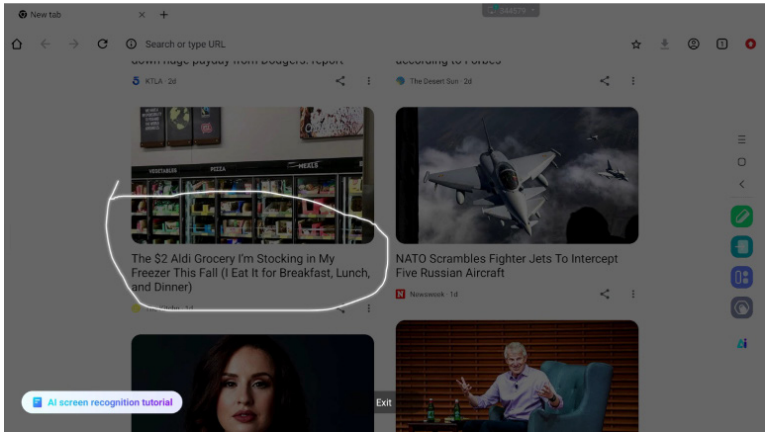 New tab
Search or type URL
down huge payday from Dodgers: report
according to Forbes
KTLA · 2d
The Desert Sun · 2d
VEGETABLES
PIZZA
MEALS
The $2 Aldi Grocery I'm Stocking in My
Freezer This Fall (I Eat It for Breakfast, Lunch,
and Dinner)
NATO Scrambles Fighter Jets To Intercept
Five Russian Aircraft
N
Newsweek · 1d
AI screen recognition tutorial
Exit
Ai